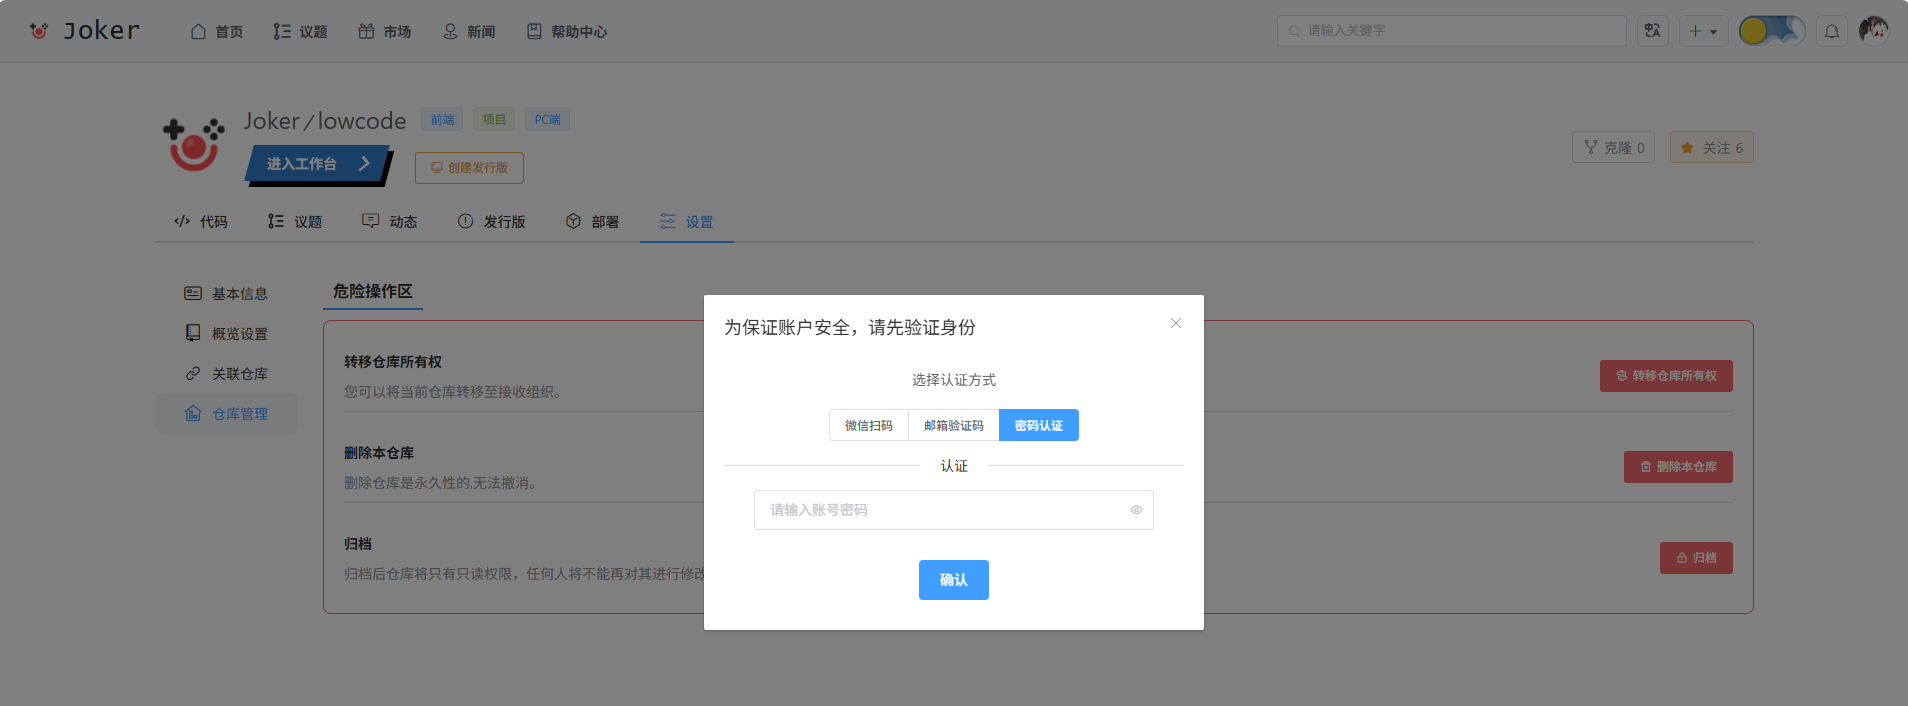 Joker 首页 议题 市场 新闻 帮助中心 请输入关键字
Joker/lowcode 前端 项目 PC端
进入工作台 创建发行版 克隆 0 关注 6
代码 议题 动态 发行版 部署 设置
基本信息
概览设置
关联仓库
仓库管理
危险操作区
转移仓库所有权
您可以将当前仓库转移至接收组织。
转移仓库所有权
删除本仓库
删除仓库是永久性的,无法撤消。
删除本仓库
归档
归档后仓库将只有只读权限，任何人将不能再对其进行修改
归档
为保证账户安全，请先验证身份
选择认证方式
微信扫码 邮箱验证码 密码认证
认证
请输入账号密码
确认